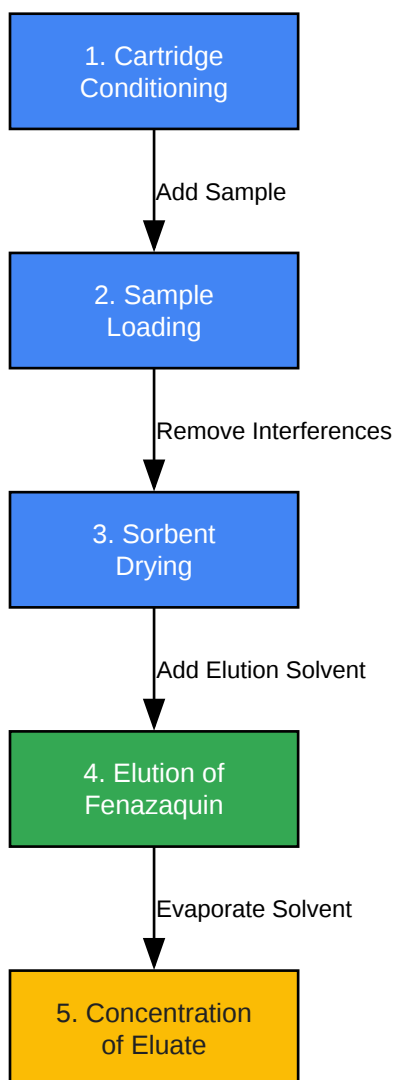 1. Cartridge
Conditioning
Add Sample
2. Sample
Loading
Remove Interferences
3. Sorbent
Drying
Add Elution Solvent
4. Elution of
Fenazaquin
Evaporate Solvent
5. Concentration
of Eluate